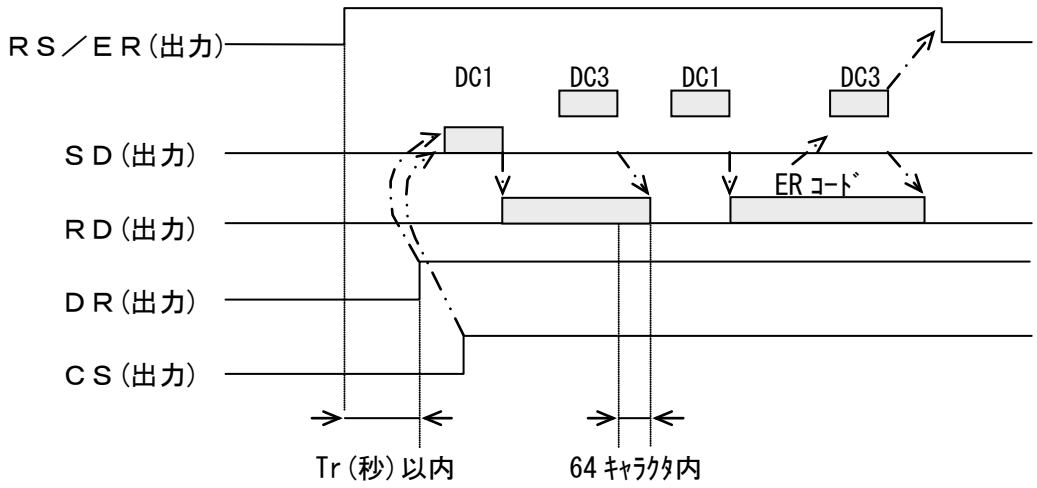 ＲＳ／ＥＲ(出力)
DC1
DC3
DC1
DC3
ＳＤ(出力)
ER ｺｰﾄﾞ
ＲＤ(出力)
ＤＲ(出力)
ＣＳ(出力)
Tr(秒)以内
64 ｷｬﾗｸﾀ内